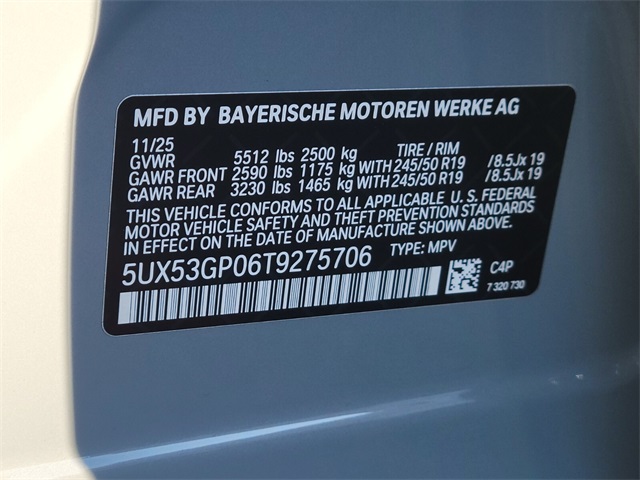 MFD BY BAYERISCHE MOTOREN WERKE AG
11/25 TIRE / RIM
GVWR 5512 lbs 2500 kg
GAWR FRONT 2590 lbs 1175 kg WITH 245/50 R19 /8.5Jx 19
GAWR REAR 3230 lbs 1465 kg WITH 245/50 R19 /8.5Jx 19
THIS VEHICLE CONFORMS TO ALL APPLICABLE U. S. FEDERAL
MOTOR VEHICLE SAFETY AND THEFT PREVENTION STANDARDS
IN EFFECT ON THE DATE OF MANUFACTURE SHOWN ABOVE.
5UX53GP06T9275706 TYPE: MPV
C4P
7 320 730